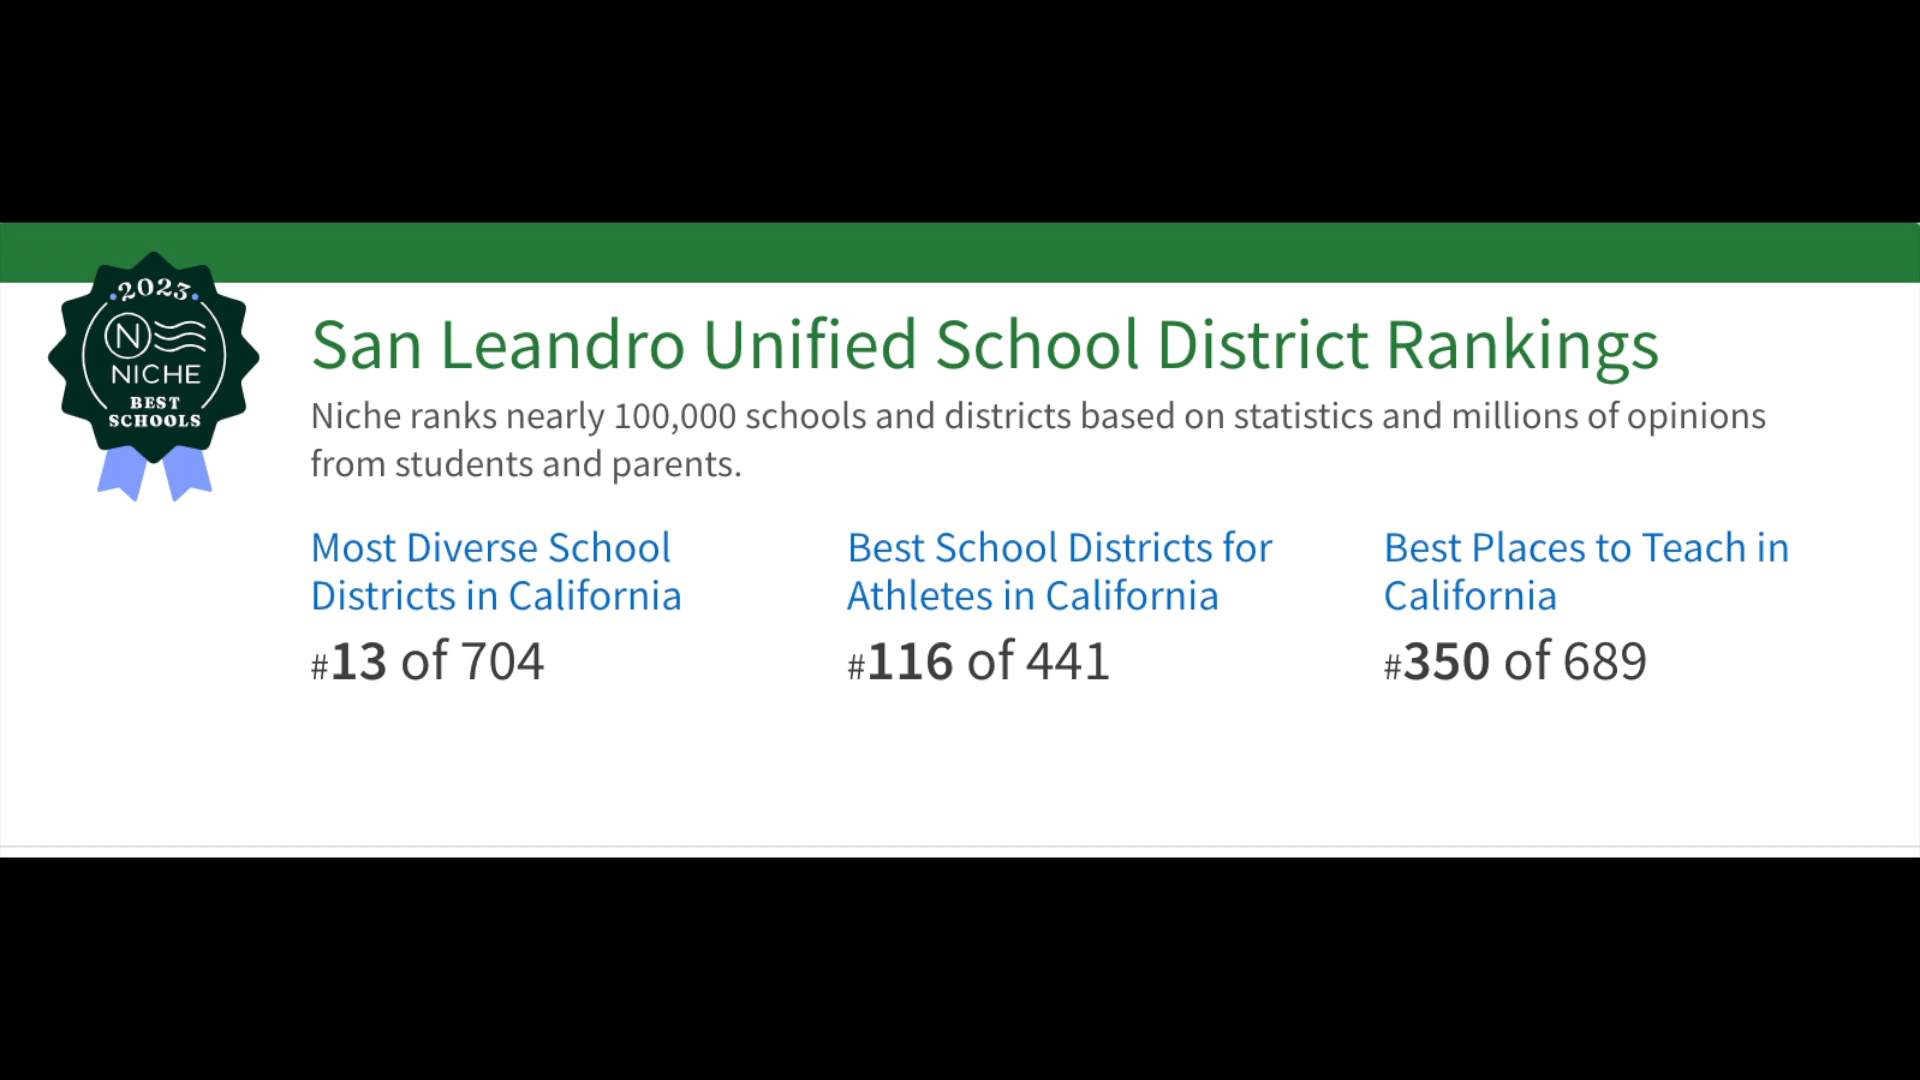 2023
N
NICHE
BEST
SCHOOLS
San Leandro Unified School District Rankings
Niche ranks nearly 100,000 schools and districts based on statistics and millions of opinions
from students and parents.
Most Diverse School
Districts in California
#13 of 704
Best School Districts for
Athletes in California
#116 of 441
Best Places to Teach in
California
#350 of 689